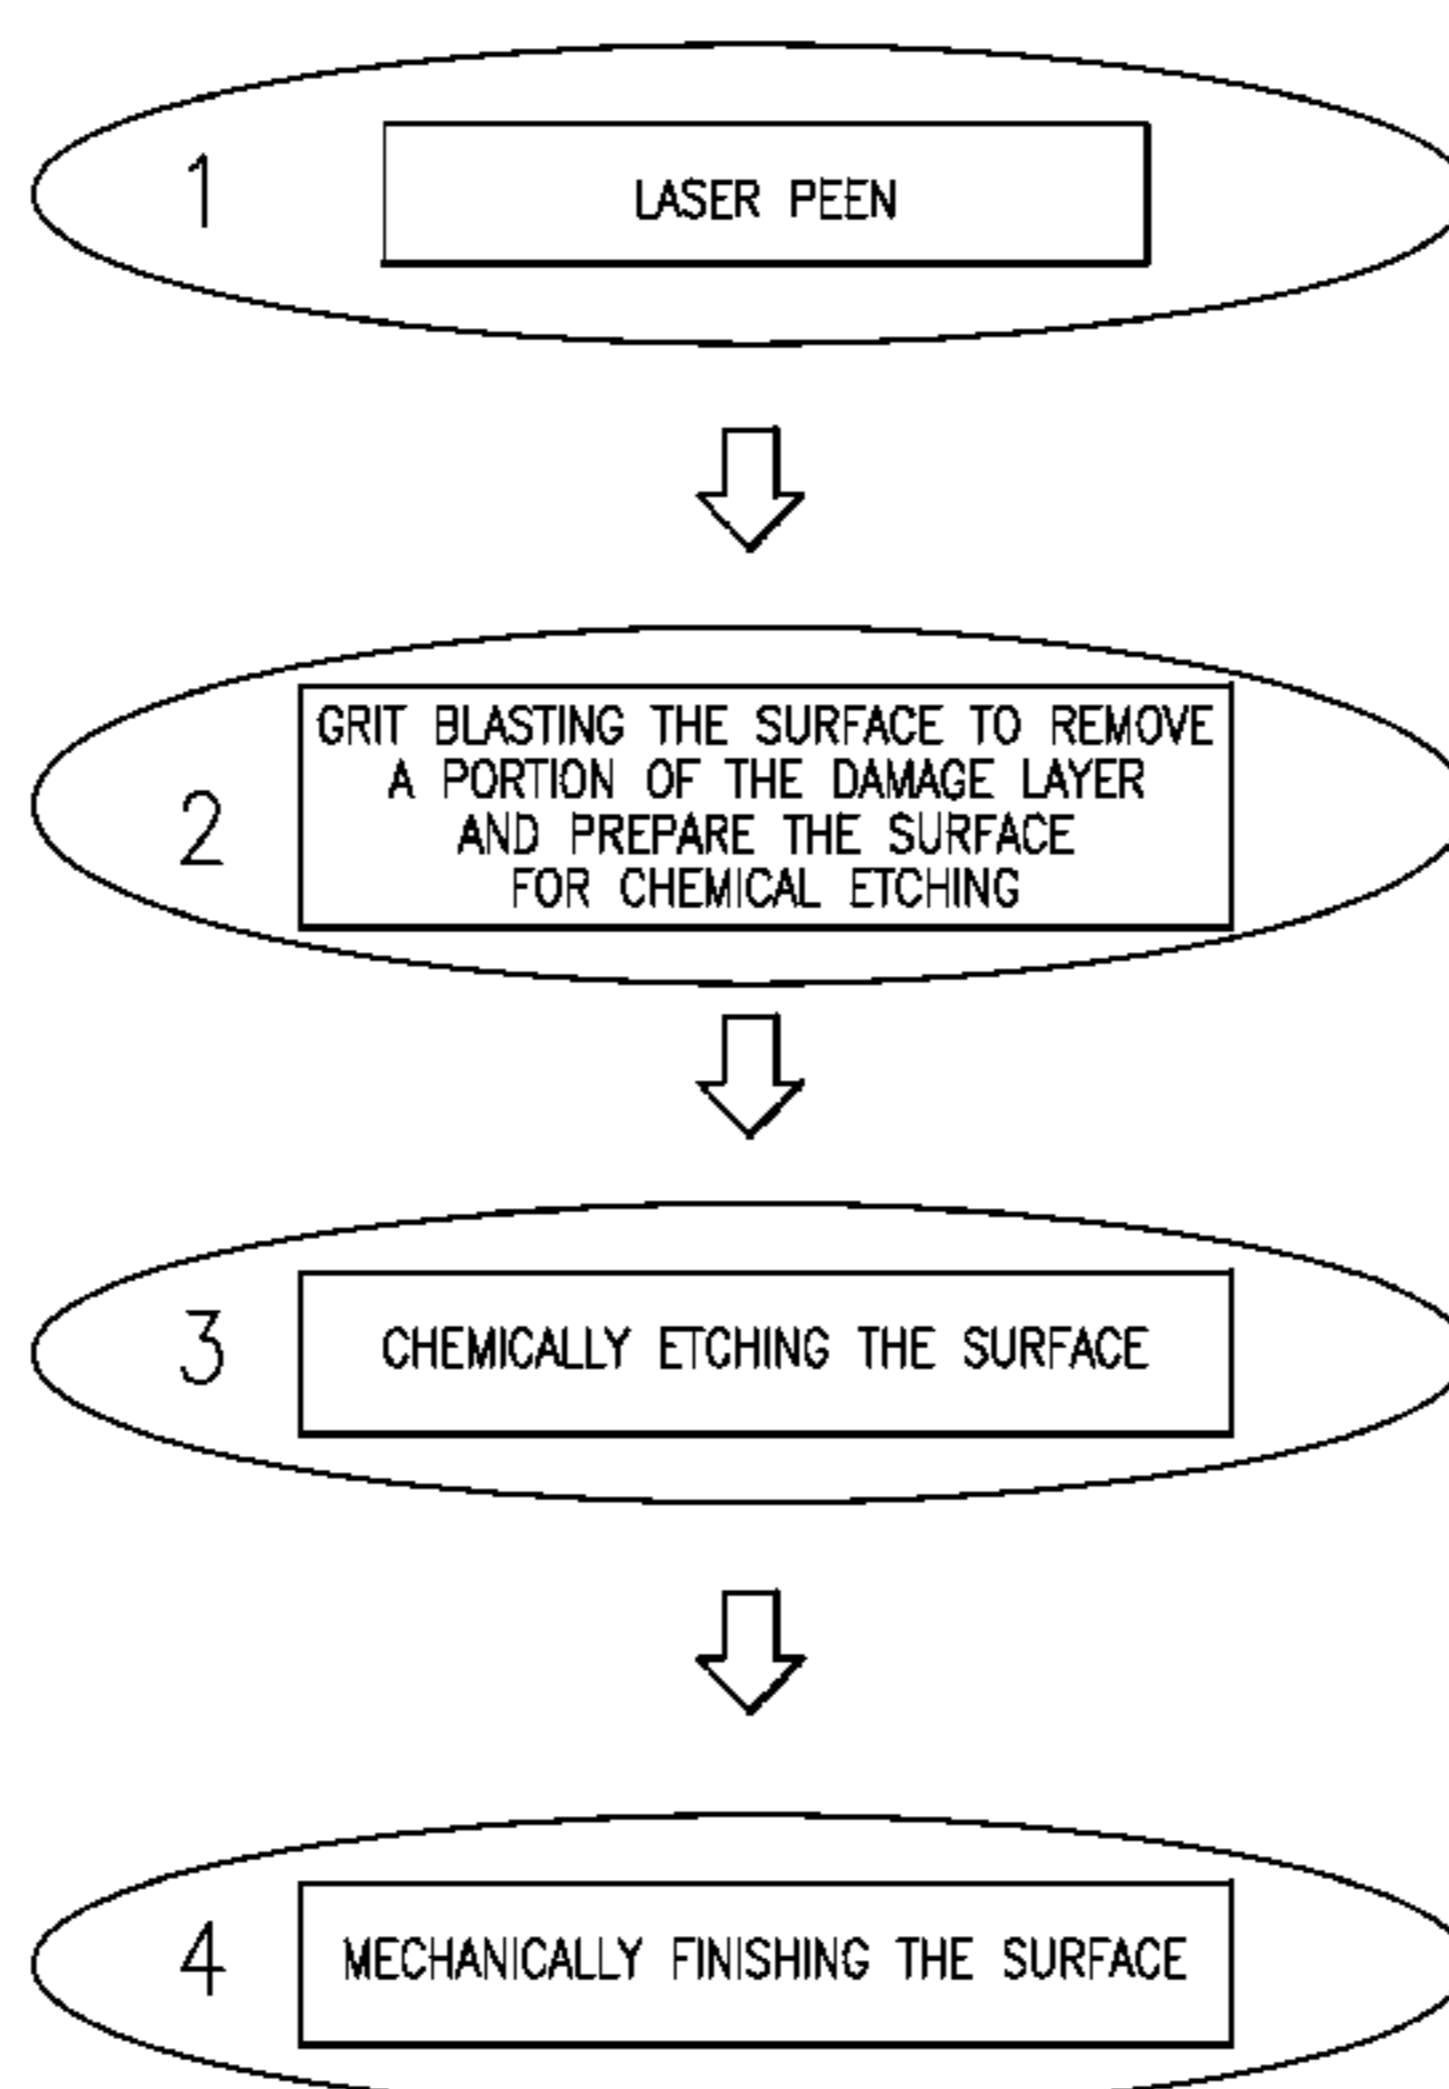 1
LASER PEEN
2
GRIT BLASTING THE SURFACE TO REMOVE
A PORTION OF THE DAMAGE LAYER
AND PREPARE THE SURFACE
FOR CHEMICAL ETCHING
3
CHEMICALLY ETCHING THE SURFACE
4
MECHANICALLY FINISHING THE SURFACE